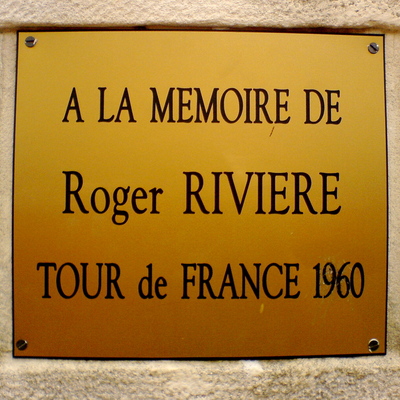 A LA MEMOIRE DE
Roger RIVIERE
TOUR de FRANCE 1960